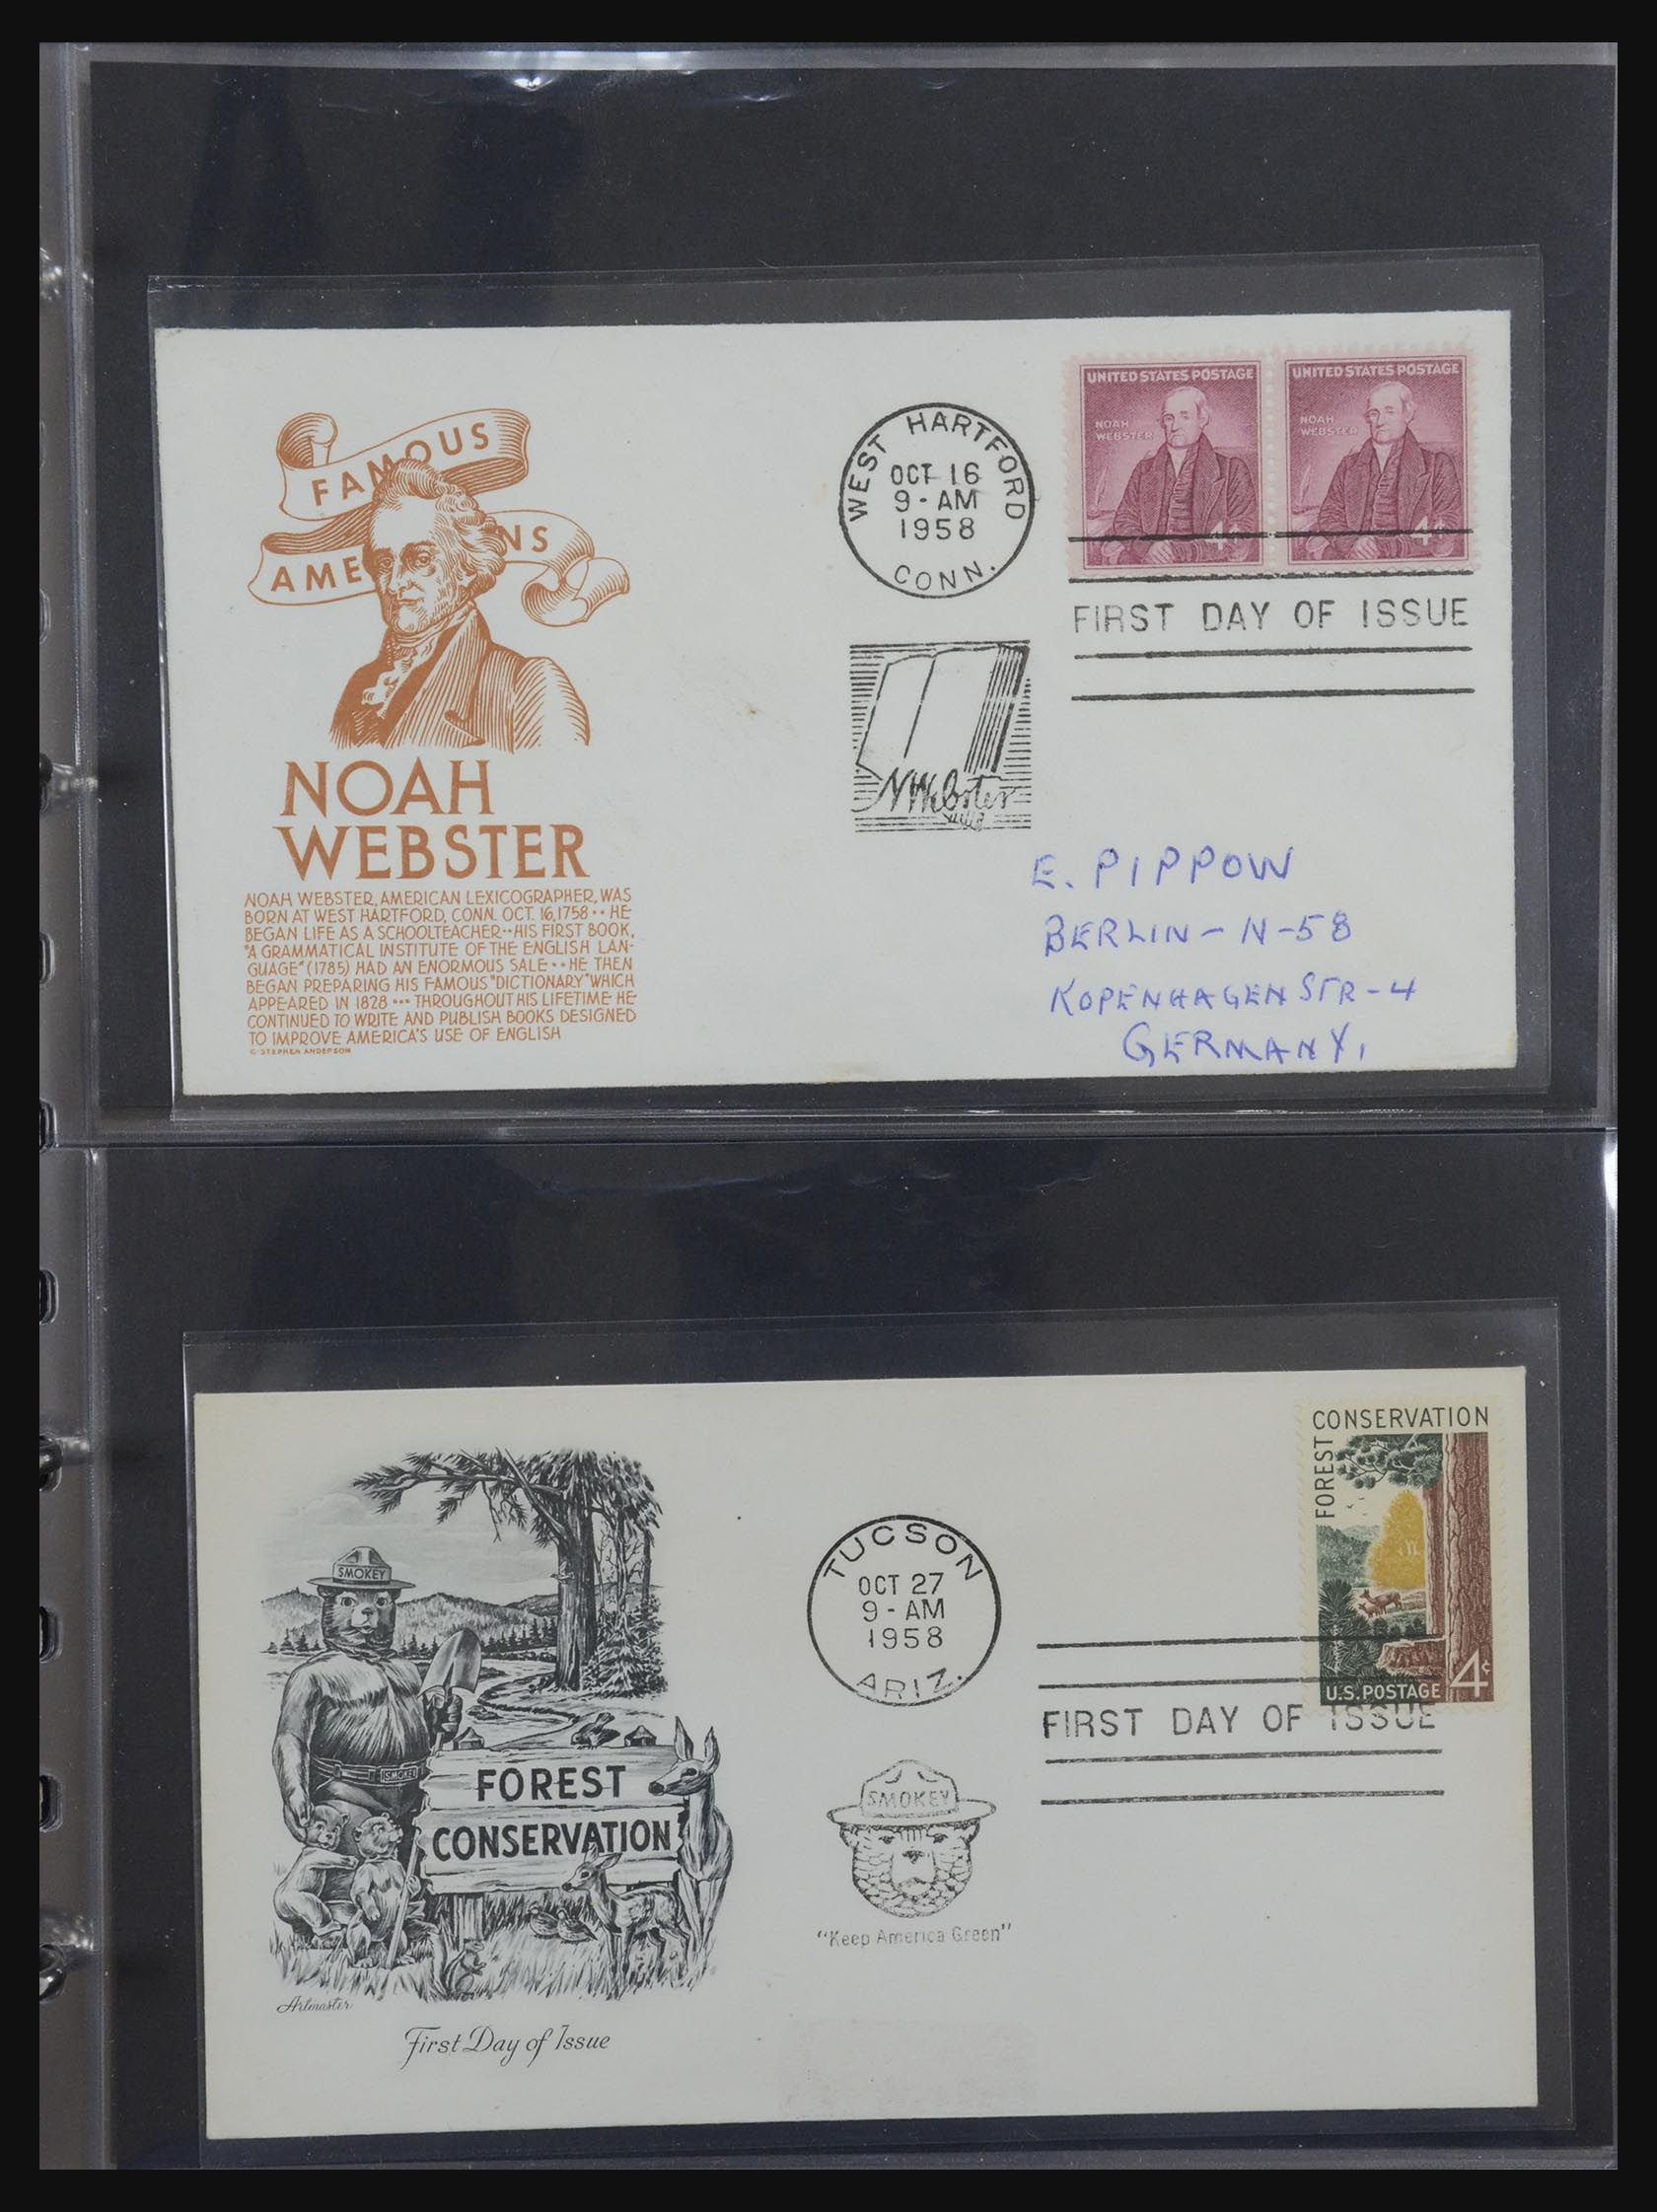 FAMOUS
AME NS
NOAH
WEBSTER
NOAH WEBSTER, AMERICAN LEXICOGRAPHER, WAS
BORN AT WEST HARTFORD, CONN. OCT. 16, 1758 •• HE
BEGAN LIFE AS A SCHOOLTEACHER •• HIS FIRST BOOK,
"A GRAMMATICAL INSTITUTE OF THE ENGLISH LAN-
GUAGE" (1785) HAD AN ENORMOUS SALE •• HE THEN
BEGAN PREPARING HIS FAMOUS "DICTIONARY" WHICH
APPEARED IN 1828 ••• THROUGHOUT HIS LIFETIME HE
CONTINUED TO WRITE AND PUBLISH BOOKS DESIGNED
TO IMPROVE AMERICA'S USE OF ENGLISH
C. STEPHEN ANDERSON
WEST HARTFORD
OCT 16
9 - AM
1958
CONN.
UNITED STATES POSTAGE
NOAH
WEBSTER
4¢
UNITED STATES POSTAGE
NOAH
WEBSTER
4¢
FIRST DAY OF ISSUE
N Webster
E. PIPPOW
BERLIN - N - 58
KOPENHAGEN STR - 4
GERMANY,
SMOKEY
SMOKEY
FOREST
CONSERVATION
Artmaster
First Day of Issue
TUCSON
OCT 27
9 - AM
1958
ARIZ.
FOREST CONSERVATION
U.S. POSTAGE 4¢
FIRST DAY OF ISSUE
SMOKEY
"Keep America Green"